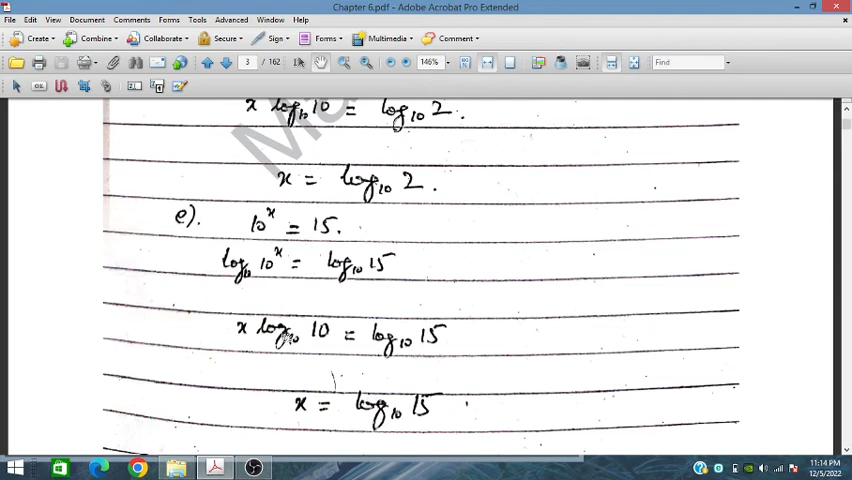 Chapter 6.pdf - Adobe Acrobat Pro Extended
File Edit View Document Comments Forms Tools Advanced Window Help
Create Combine Collaborate Secure Sign Forms Multimedia Comment
3 / 162 146% Find
x log₁₀ 10 = log₁₀ 2.
x = log₁₀ 2.
e). 10ˣ = 15.
log₁₀ 10ˣ = log₁₀ 15
x log₁₀ 10 = log₁₀ 15
x = log₁₀ 15
11:14 PM
12/5/2022